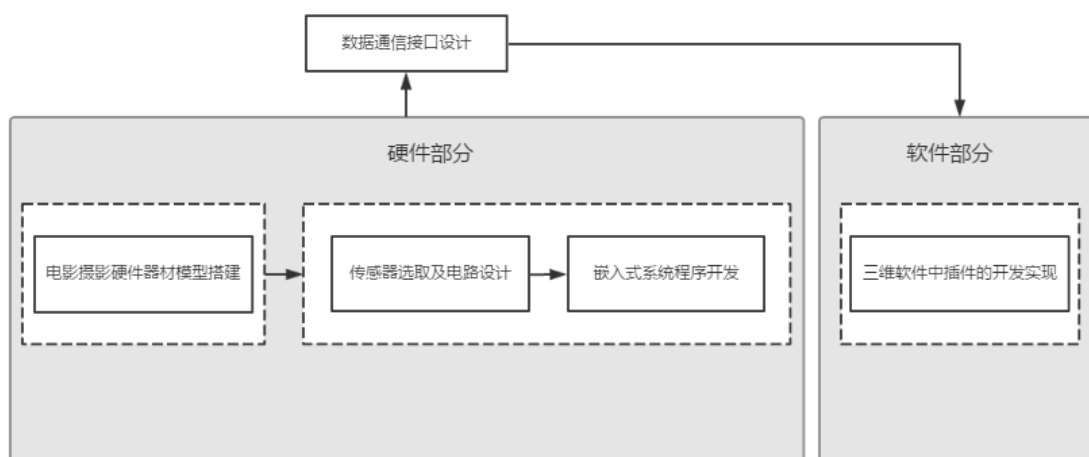 数据通信接口设计
硬件部分
软件部分
电影摄影硬件器材模型搭建
传感器选取及电路设计
嵌入式系统程序开发
三维软件中插件的开发实现